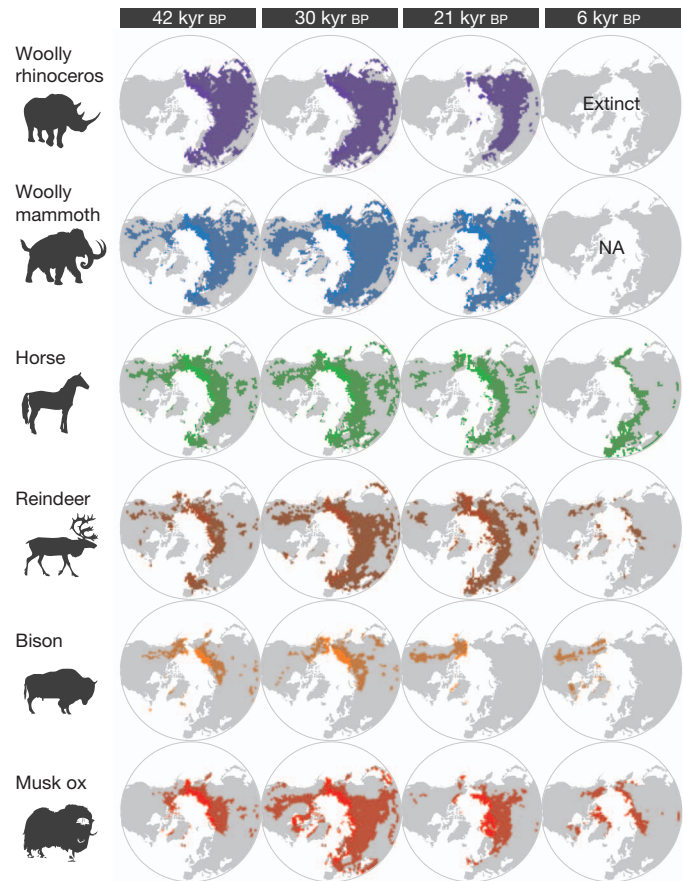 42 kyr BP
30 kyr BP
21 kyr BP
6 kyr BP
Woolly
rhinoceros
Extinct
Woolly
mammoth
NA
Horse
Reindeer
Bison
Musk ox